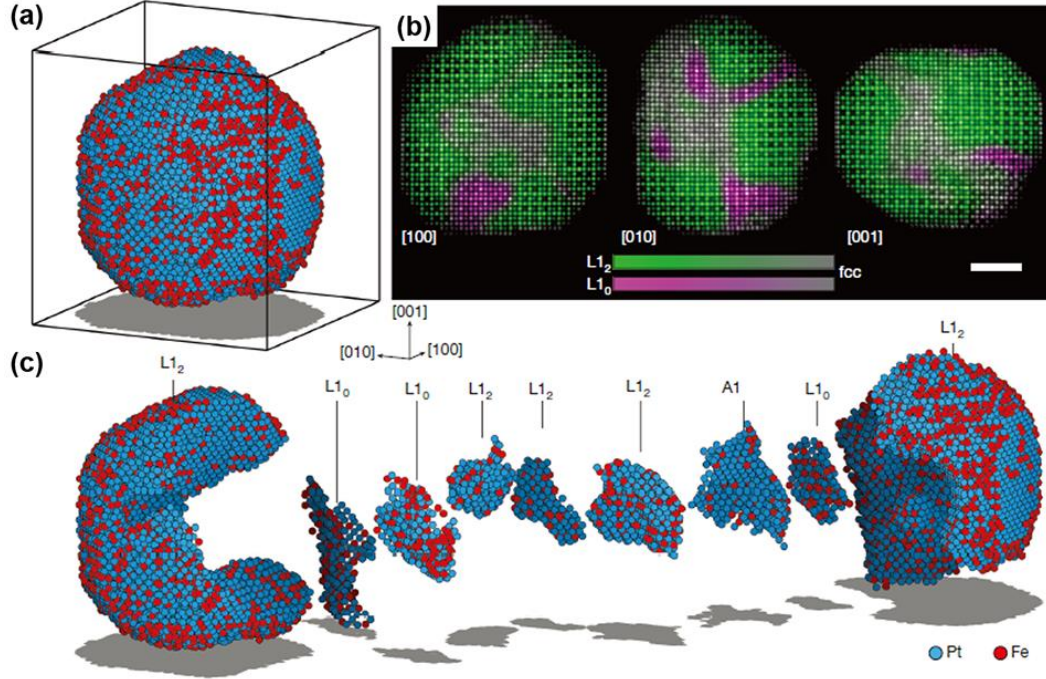 (a)
(b)
[100] [010] [001]
L1₂
fcc
L1₀
[001]
[010] [100]
(c)
L1₂ L1₀ L1₀ L1₂ L1₂ L1₂ A1 L1₀ L1₂
Pt Fe